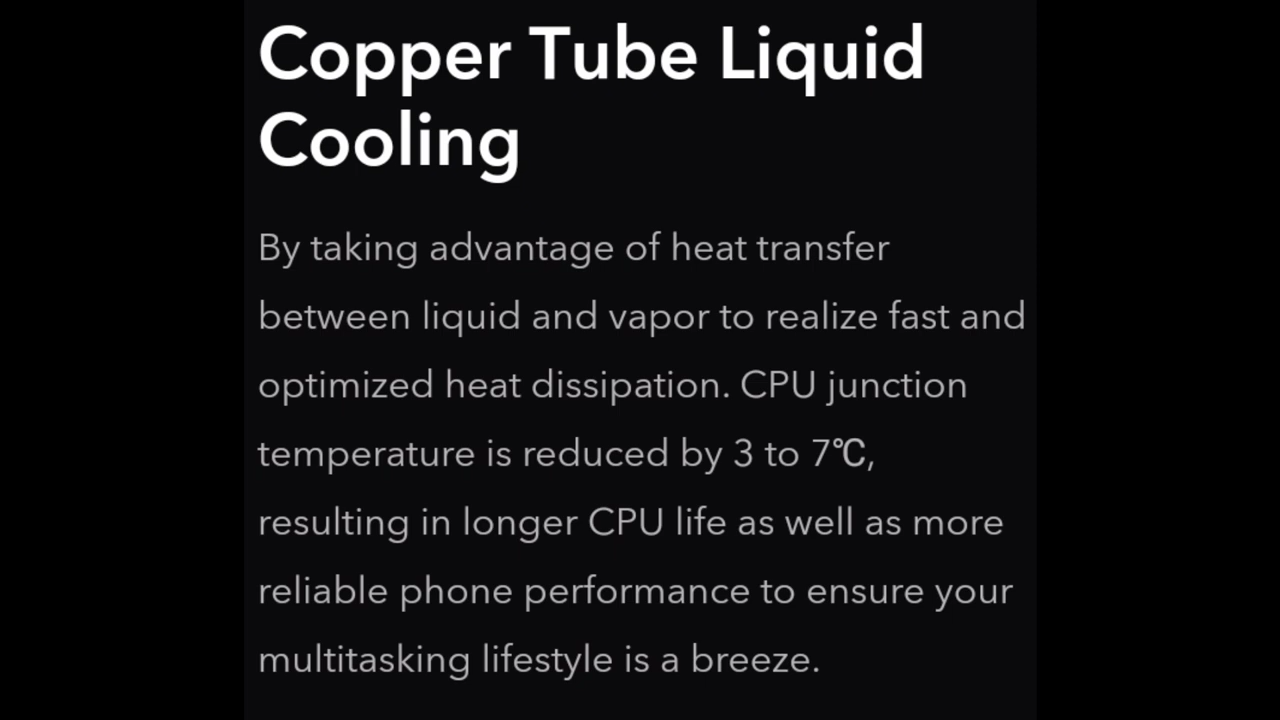 Copper Tube Liquid
Cooling
By taking advantage of heat transfer
between liquid and vapor to realize fast and
optimized heat dissipation. CPU junction
temperature is reduced by 3 to 7℃,
resulting in longer CPU life as well as more
reliable phone performance to ensure your
multitasking lifestyle is a breeze.